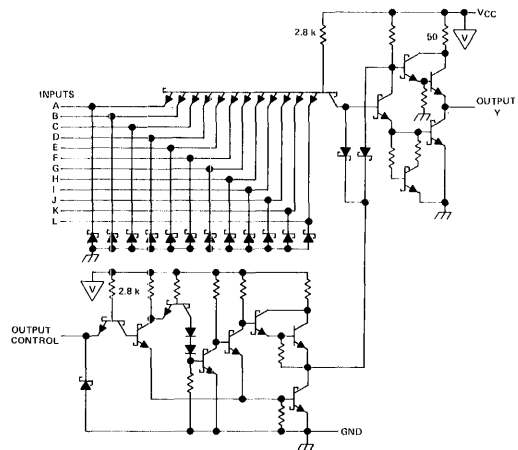 VCC
2.8 k
50
V
INPUTS
A
B
C
D
E
F
G
H
I
J
K
L
OUTPUT
Y
V
2.8 k
OUTPUT
CONTROL
GND